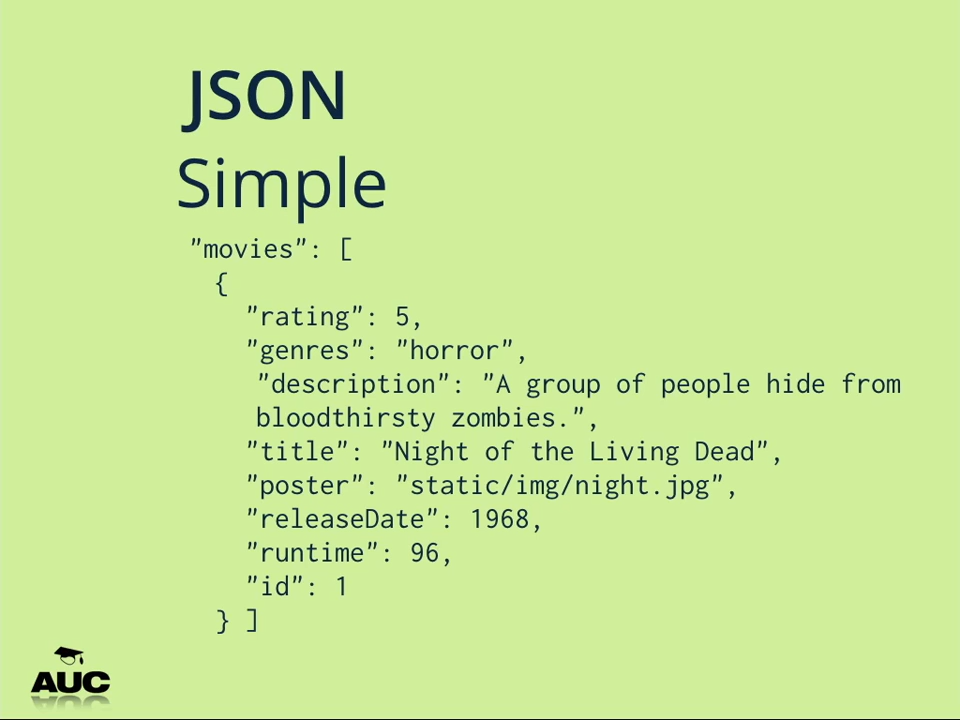 JSON
Simple
"movies": [
{
"rating": 5,
"genres": "horror",
"description": "A group of people hide from
bloodthirsty zombies.",
"title": "Night of the Living Dead",
"poster": "static/img/night.jpg",
"releaseDate": 1968,
"runtime": 96,
"id": 1
} ]
AUC